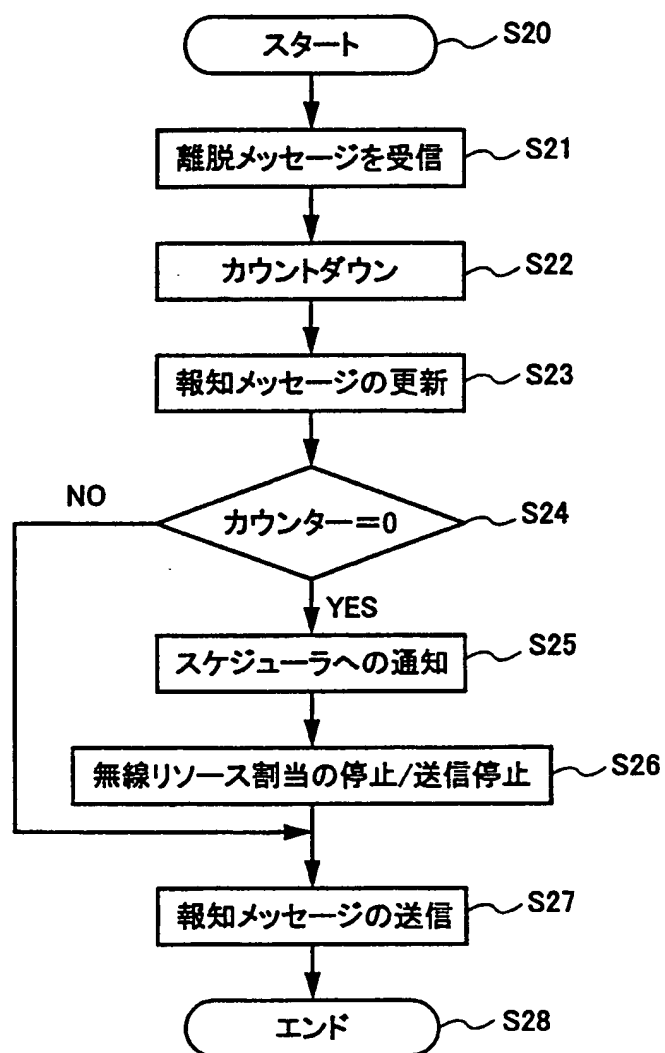 スタート S20
離脱メッセージを受信 S21
カウントダウン S22
報知メッセージの更新 S23
NO
カウンター=0 S24
YES
スケジューラへの通知 S25
無線リソース割当の停止/送信停止 S26
報知メッセージの送信 S27
エンド S28